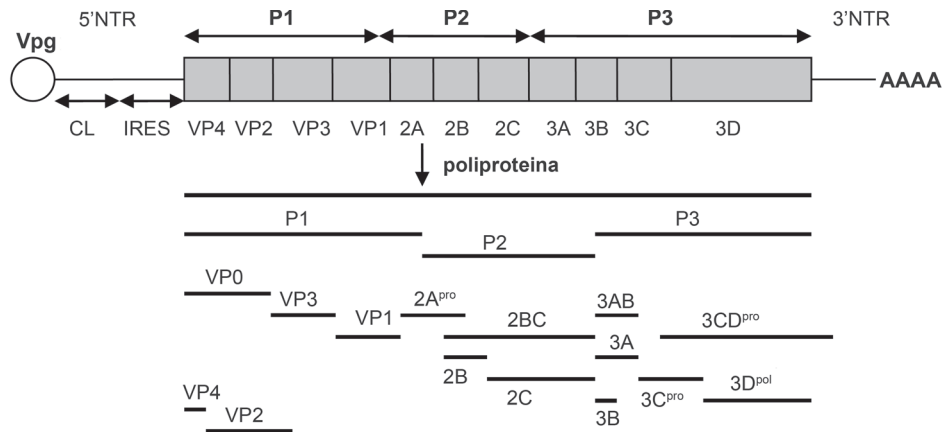 5'NTR P1 P2 P3 3'NTR
Vpg
AAAA
CL IRES VP4 VP2 VP3 VP1 2A 2B 2C 3A 3B 3C 3D
poliproteina
P1 P2 P3
VP0 VP3 VP1 2Apro 2BC 3AB 3A 3CDpro
2B 2C 3B 3Cpro 3Dpol
VP4 VP2